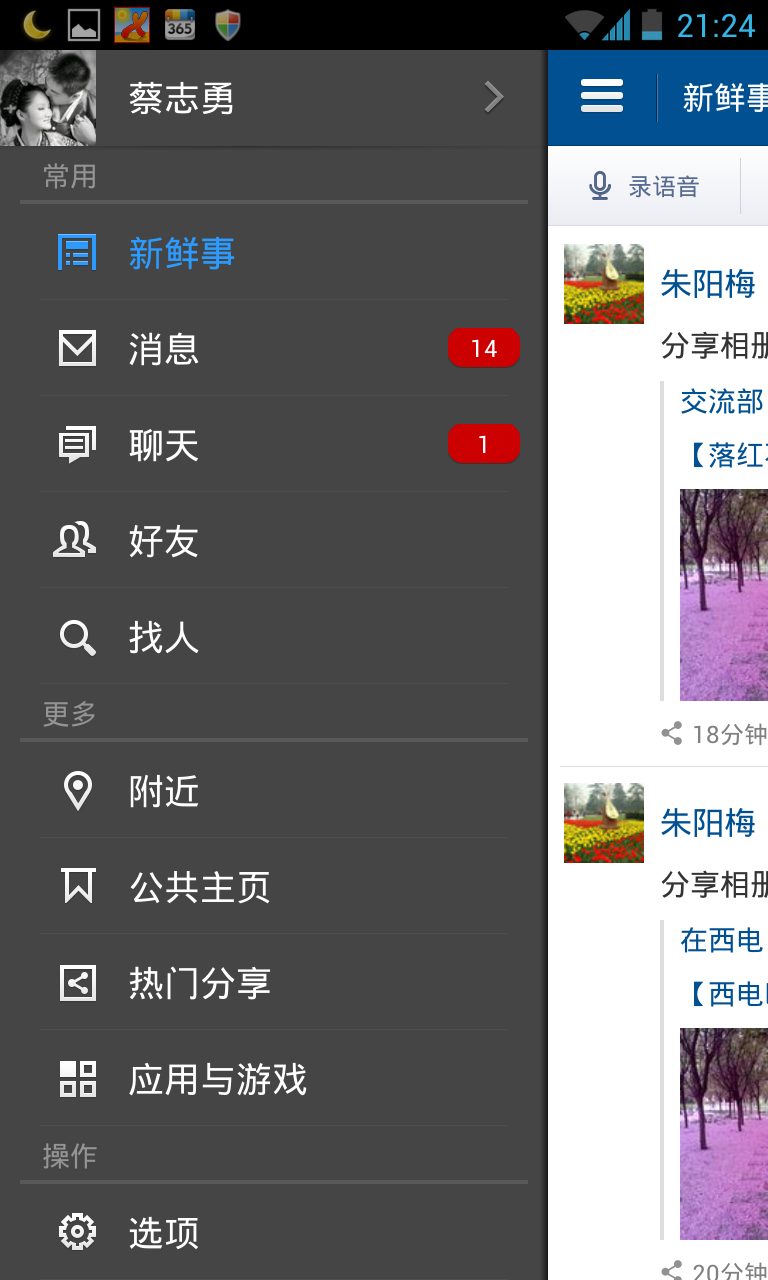 365
21:24
蔡志勇
常用
新鲜事
消息
14
聊天
1
好友
找人
更多
附近
公共主页
热门分享
应用与游戏
操作
选项
新鲜事
录语音
朱阳梅
分享相册
交流部
【落红不
18分钟
朱阳梅
分享相册
在西电
【西电
20分钟